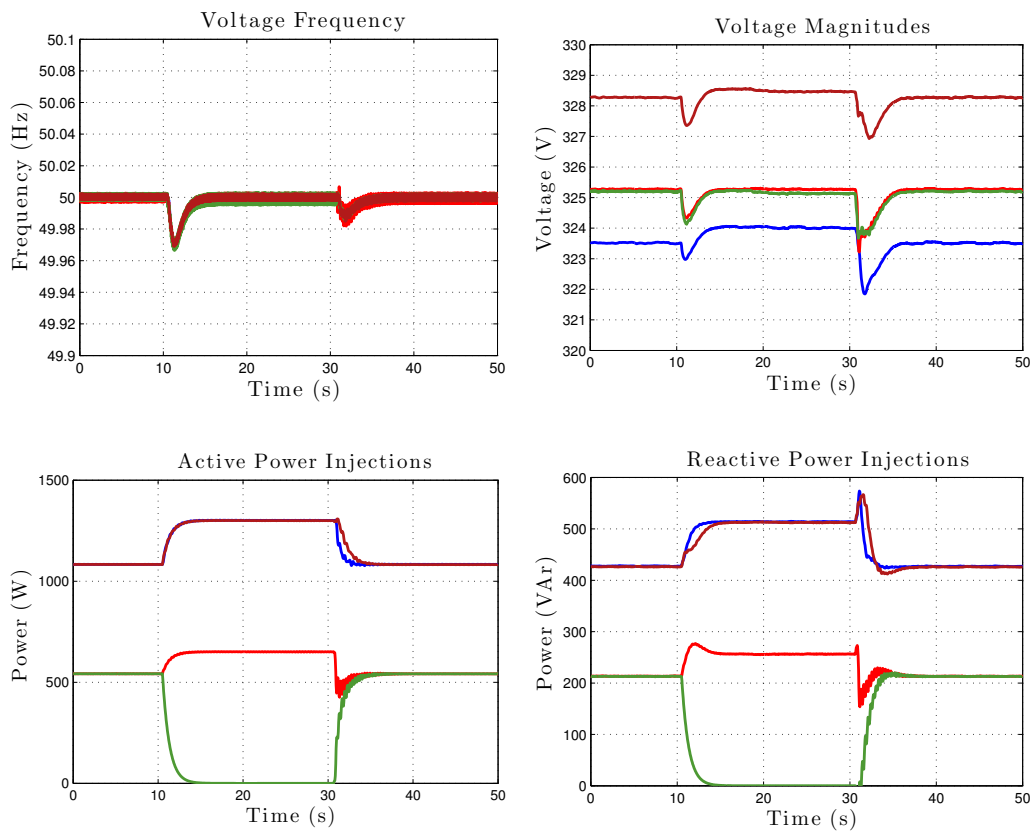 Voltage Frequency
50.1
50.08
50.06
50.04
50.02
50
49.98
49.96
49.94
49.92
49.9
Frequency (Hz)
0 10 20 30 40 50
Time (s)
Voltage Magnitudes
330
329
328
327
326
325
324
323
322
321
320
Voltage (V)
0 10 20 30 40 50
Time (s)
Active Power Injections
1500
1000
500
0
Power (W)
0 10 20 30 40 50
Time (s)
Reactive Power Injections
600
500
400
300
200
100
0
Power (VAr)
0 10 20 30 40 50
Time (s)